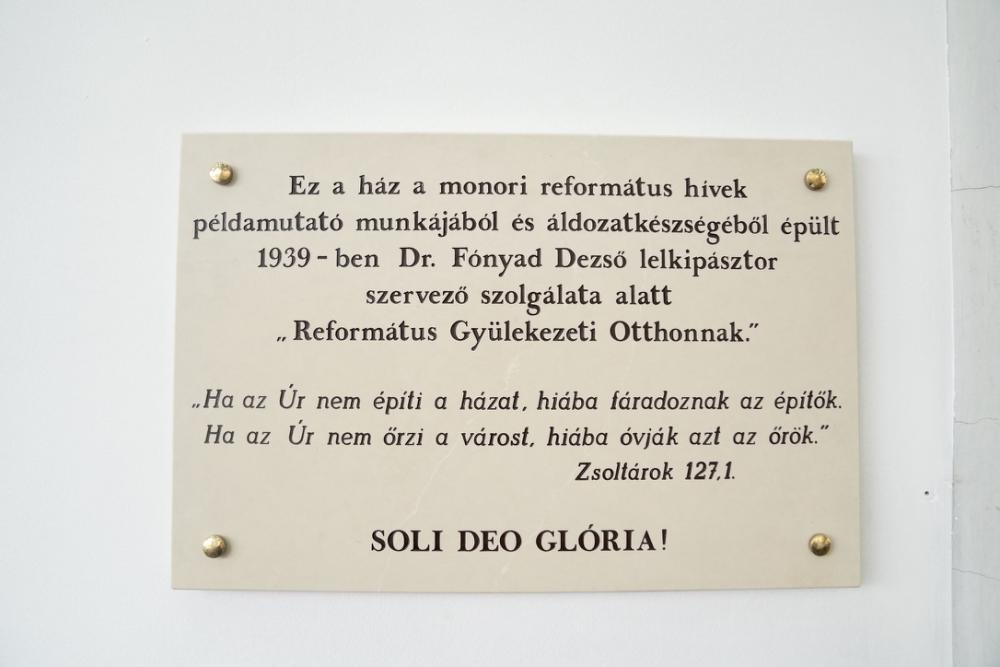 Ez a ház a monori református hívek
példamutató munkájából és áldozatkészségéből épült
1939-ben Dr. Fónyad Dezső lelkipásztor
szervező szolgálata alatt
„Református Gyülekezeti Otthonnak.”
„Ha az Úr nem építi a házat, hiába fáradoznak az építők.
Ha az Úr nem őrzi a várost, hiába óvják azt az őrök.”
Zsoltárok 127,1.
SOLI DEO GLÓRIA!